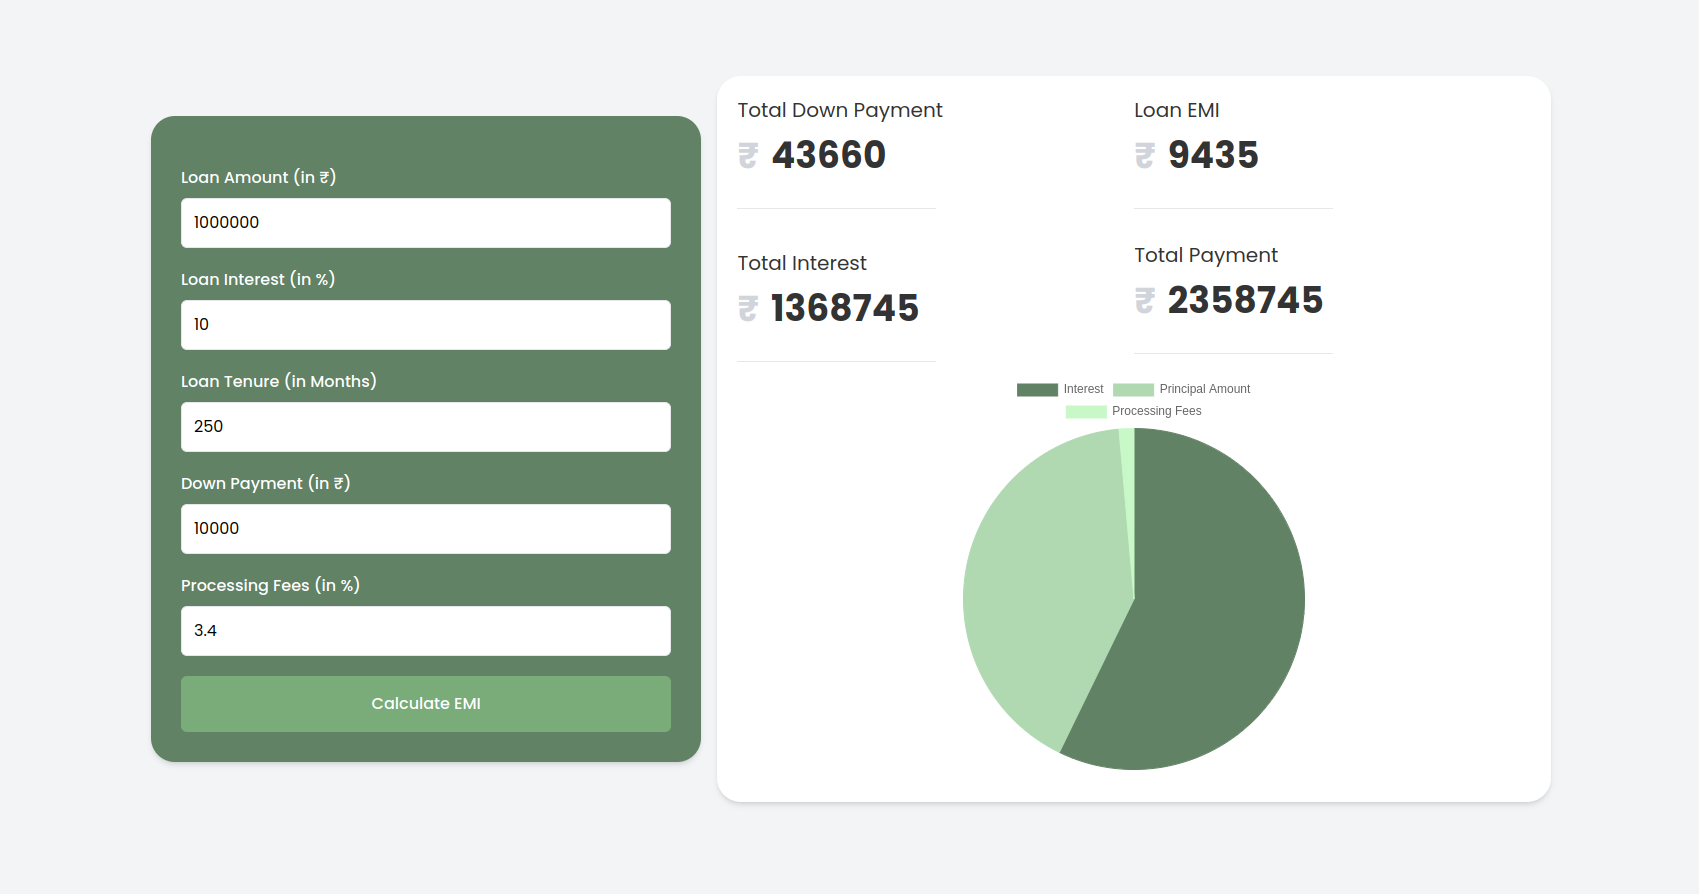 Loan Amount (in ₹)
1000000
Loan Interest (in %)
10
Loan Tenure (in Months)
250
Down Payment (in ₹)
10000
Processing Fees (in %)
3.4
Calculate EMI
Total Down Payment
₹ 43660
Loan EMI
₹ 9435
Total Interest
₹ 1368745
Total Payment
₹ 2358745
Interest Principal Amount
Processing Fees